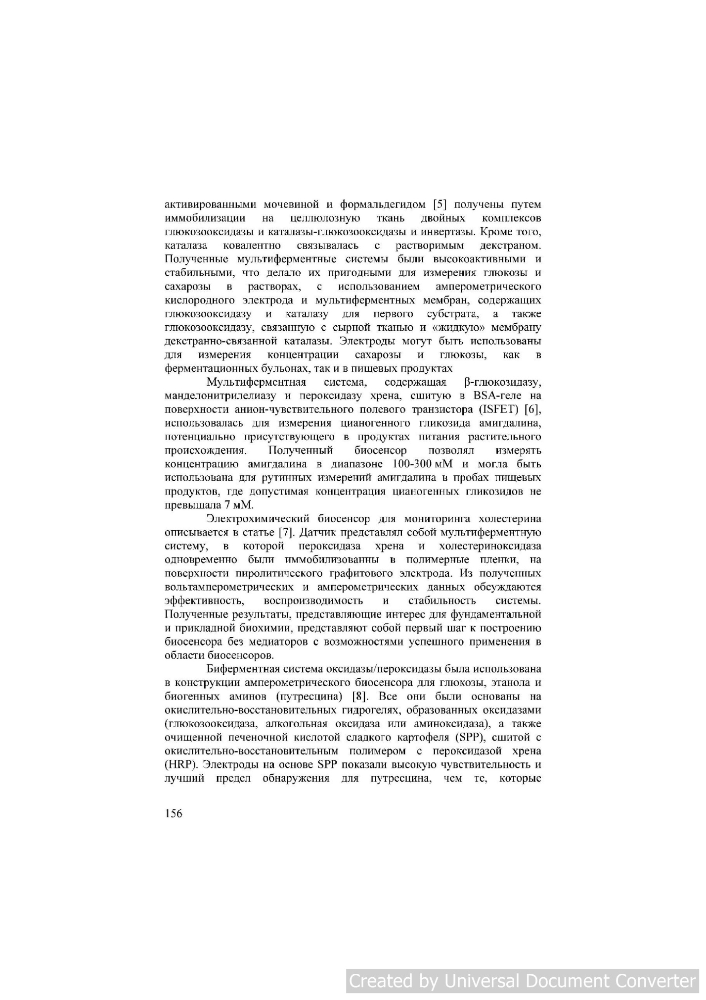 активированными мочевиной и формальдегидом [5] получены путем
иммобилизации на целлюлозную ткань двойных комплексов
глюкозооксидазы и каталазы-глюкозооксидазы и инвертазы. Кроме того,
каталаза ковалентно связывалась с растворимым декстраном.
Полученные мультиферментные системы были высокоактивными и
стабильными, что делало их пригодными для измерения глюкозы и
сахарозы в растворах, с использованием амперометрического
кислородного электрода и мультиферментных мембран, содержащих
глюкозооксидазу и каталазу для первого субстрата, а также
глюкозооксидазу, связанную с сырной тканью и «жидкую» мембрану
декстранно-связанной каталазы. Электроды могут быть использованы
для измерения концентрации сахарозы и глюкозы, как в
ферментационных бульонах, так и в пищевых продуктах
Мультиферментная система, содержащая β-глюкозидазу,
манделонитрилелиазу и пероксидазу хрена, сшитую в BSA-геле на
поверхности анион-чувствительного полевого транзистора (ISFET) [6],
использовалась для измерения цианогенного гликозида амигдалина,
потенциально присутствующего в продуктах питания растительного
происхождения. Полученный биосенсор позволял измерять
концентрацию амигдалина в диапазоне 100-300 мМ и могла быть
использована для рутинных измерений амигдалина в пробах пищевых
продуктов, где допустимая концентрация цианогенных гликозидов не
превышала 7 мМ.
Электрохимический биосенсор для мониторинга холестерина
описывается в статье [7]. Датчик представлял собой мультиферментную
систему, в которой пероксидаза хрена и холестериноксидаза
одновременно были иммобилизованны в полимерные пленки, на
поверхности пиролитического графитового электрода. Из полученных
вольтамперометрических и амперометрических данных обсуждаются
эффективность, воспроизводимость и стабильность системы.
Полученные результаты, представляющие интерес для фундаментальной
и прикладной биохимии, представляют собой первый шаг к построению
биосенсора без медиаторов с возможностями успешного применения в
области биосенсоров.
Биферментная система оксидазы/пероксидазы была использована
в конструкции амперометрического биосенсора для глюкозы, этанола и
биогенных аминов (путресцина) [8]. Все они были основаны на
окислительно-восстановительных гидрогелях, образованных оксидазами
(глюкозооксидаза, алкогольная оксидаза или аминоксидаза), а также
очищенной печеночной кислотой сладкого картофеля (SPP), сшитой с
окислительно-восстановительным полимером с пероксидазой хрена
(HRP). Электроды на основе SPP показали высокую чувствительность и
лучший предел обнаружения для путресцина, чем те, которые
156
Created by Universal Document Converter